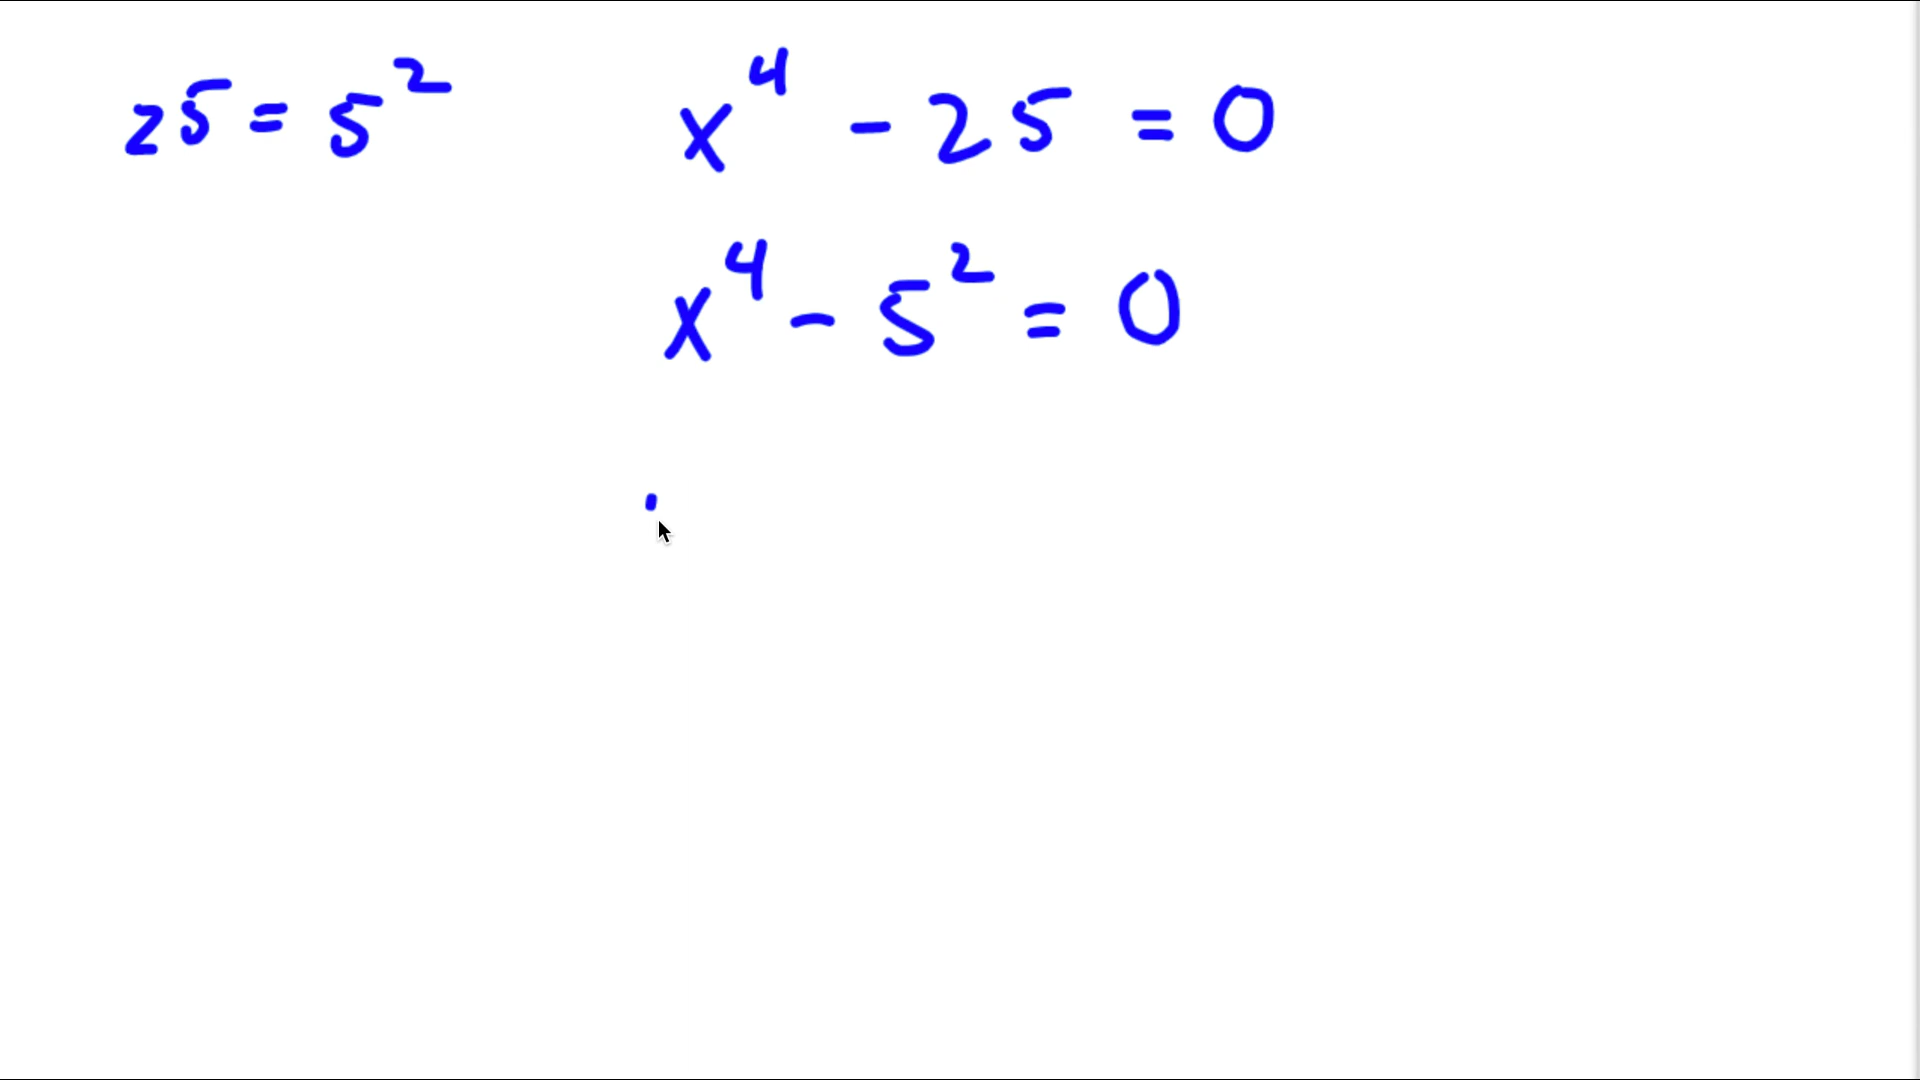 25 = 5²
x⁴ - 25 = 0
x⁴ - 5² = 0